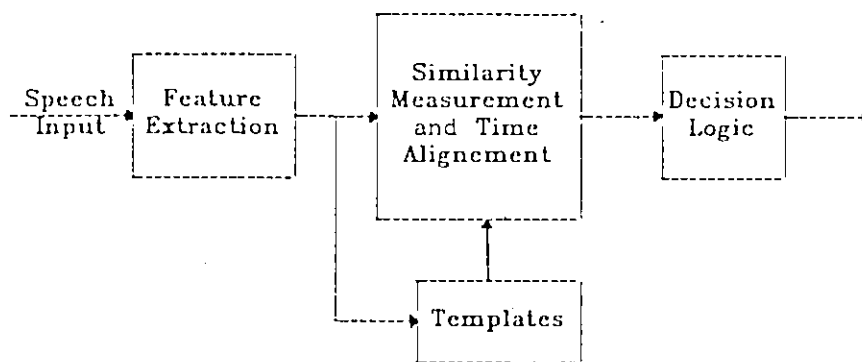 Speech
Input
Feature
Extraction
Similarity
Measurement
and Time
Alignement
Decision
Logic
Templates